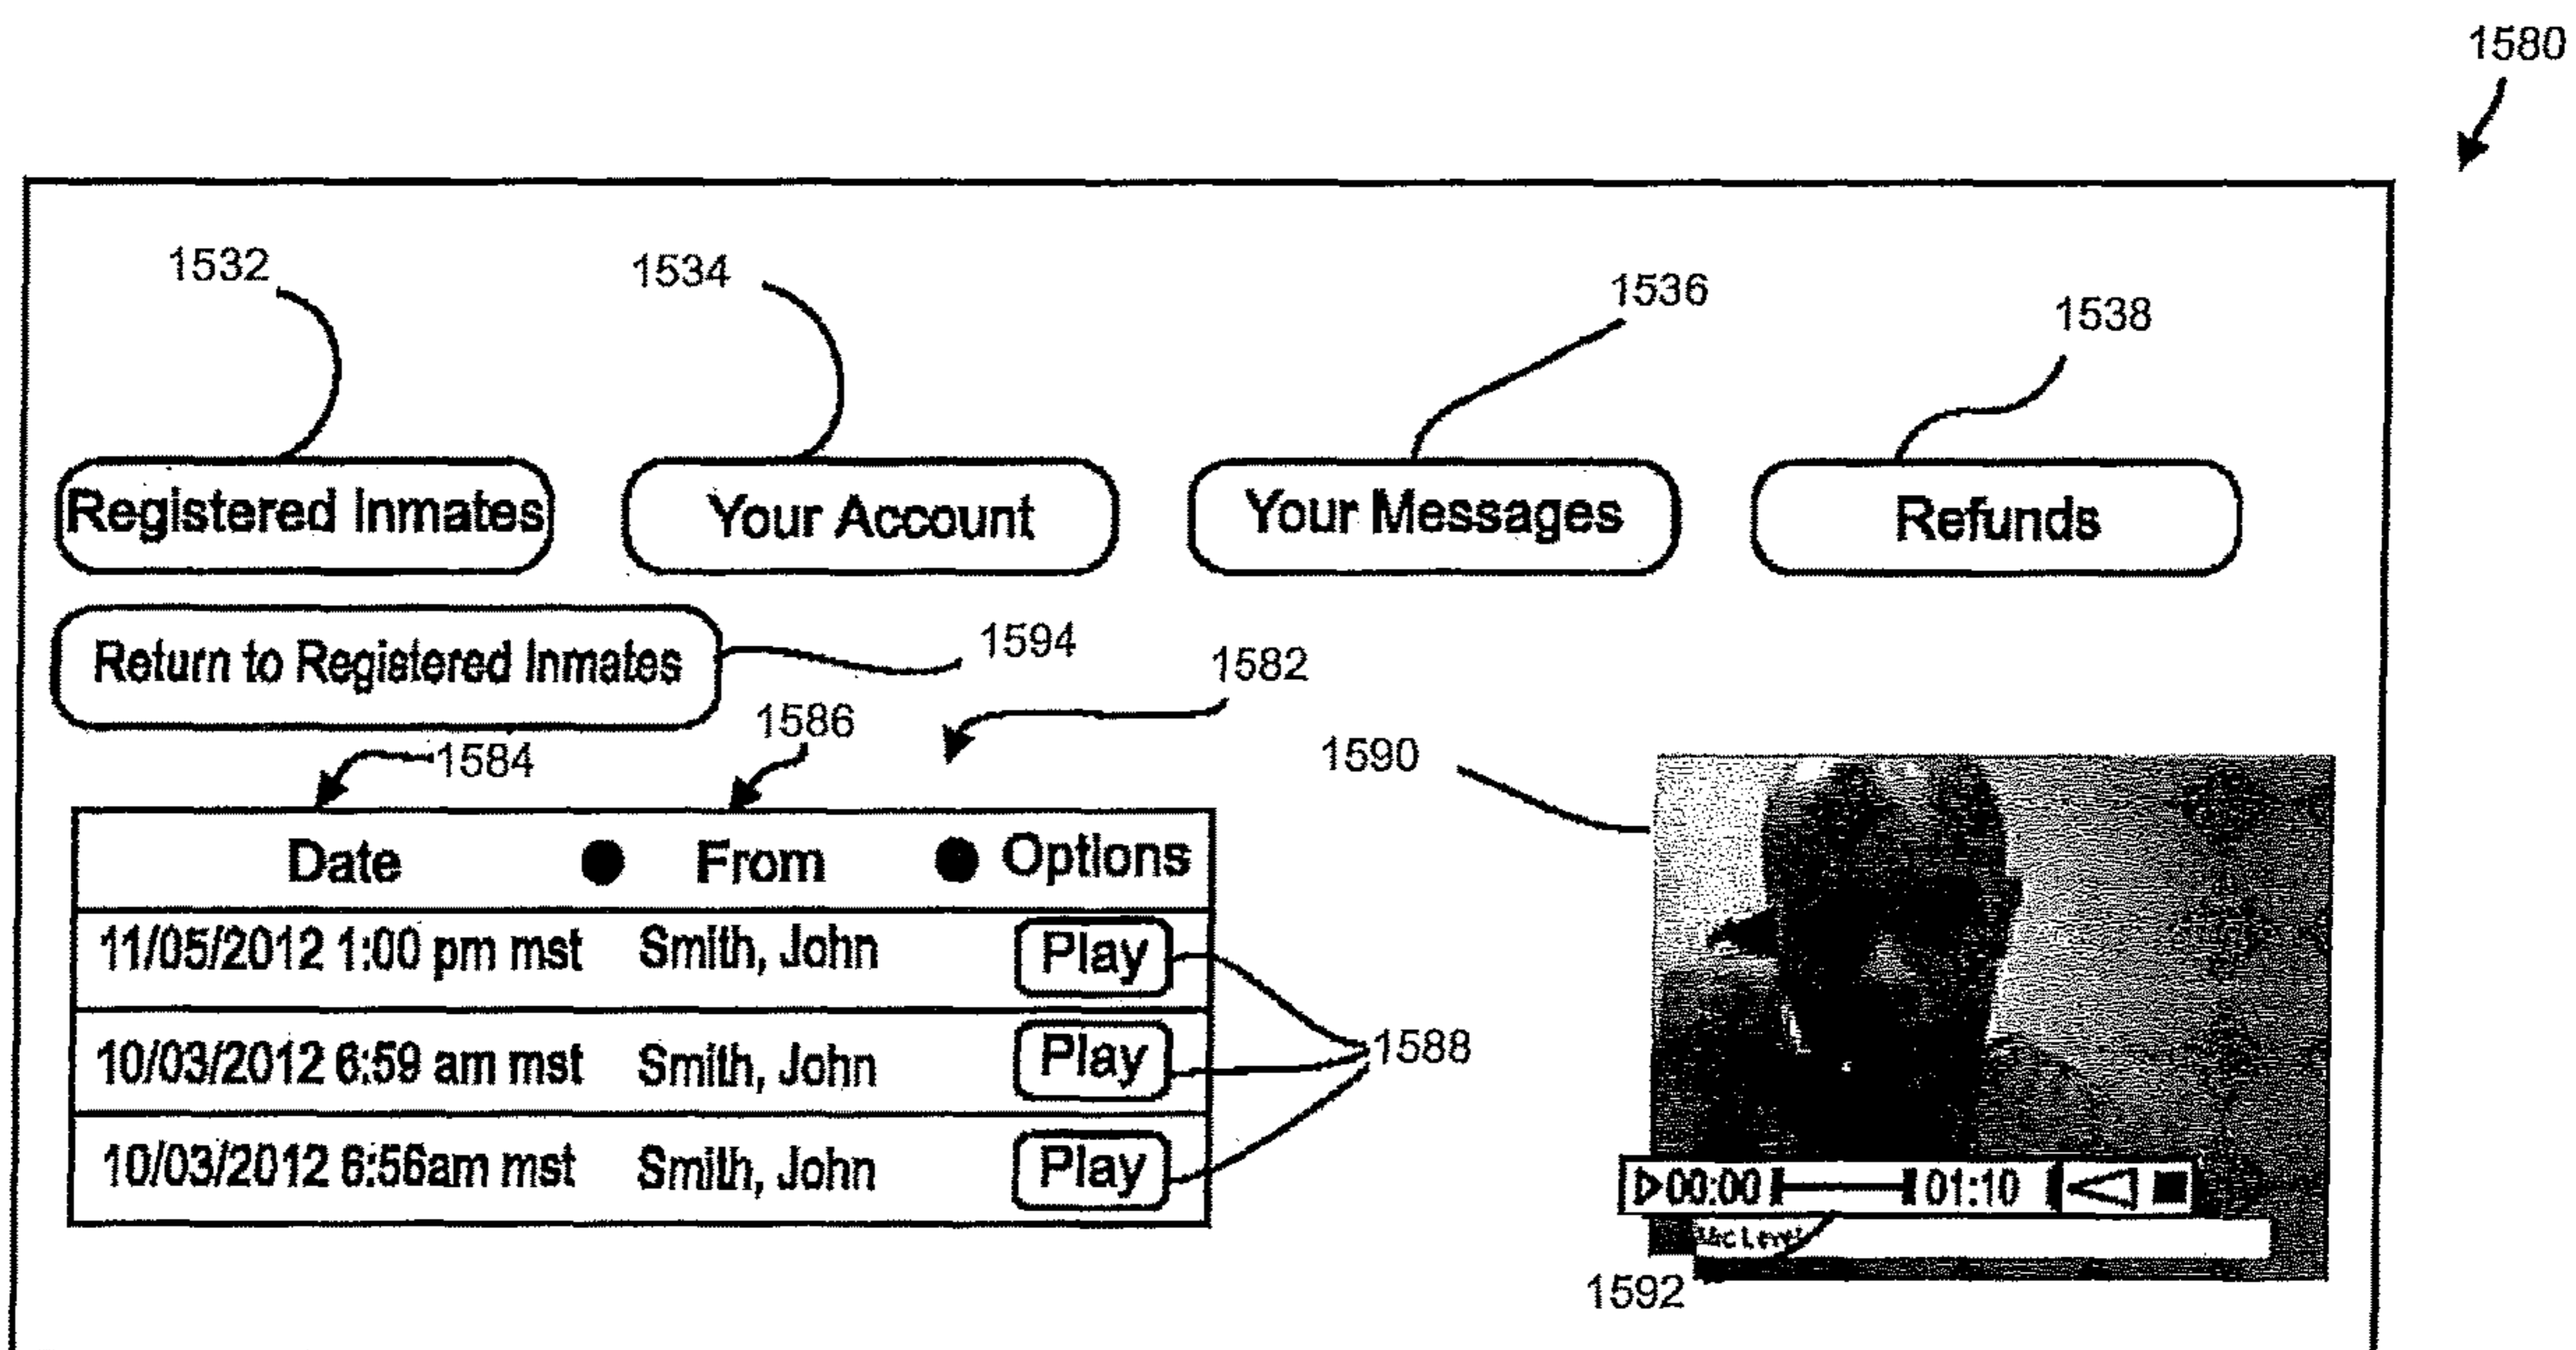 1580
1532
1534
1536
1538
Registered Inmates
Your Account
Your Messages
Refunds
Return to Registered Inmates
1594
1582
1586
1584
1590
Date ● From ● Options
11/05/2012 1:00 pm mst Smith, John Play
10/03/2012 6:59 am mst Smith, John Play
1588
10/03/2012 6:56am mst Smith, John Play
00:00 01:10
1592